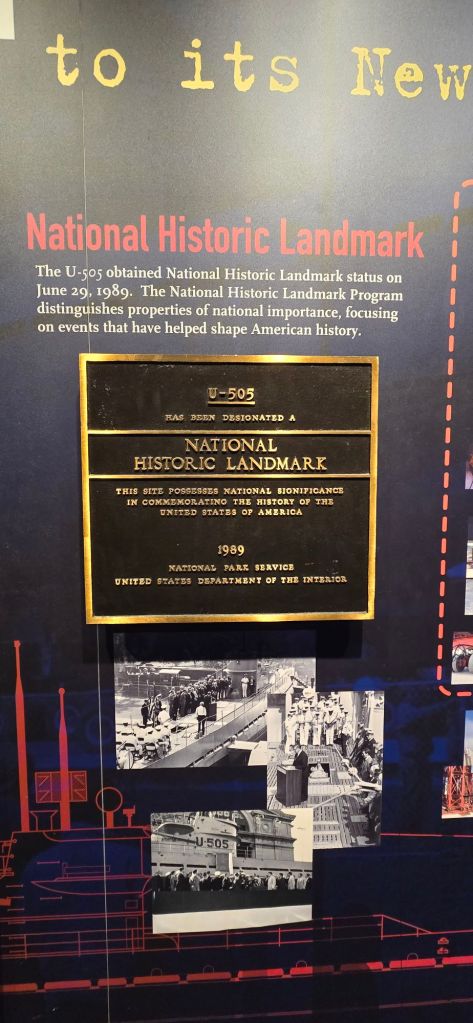 to its New
National Historic Landmark
The U-505 obtained National Historic Landmark status on
June 29, 1989. The National Historic Landmark Program
distinguishes properties of national importance, focusing
on events that have helped shape American history.
U-505
HAS BEEN DESIGNATED A
NATIONAL
HISTORIC LANDMARK
THIS SITE POSSESSES NATIONAL SIGNIFICANCE
IN COMMEMORATING THE HISTORY OF THE
UNITED STATES OF AMERICA
1989
NATIONAL PARK SERVICE
UNITED STATES DEPARTMENT OF THE INTERIOR
U-505